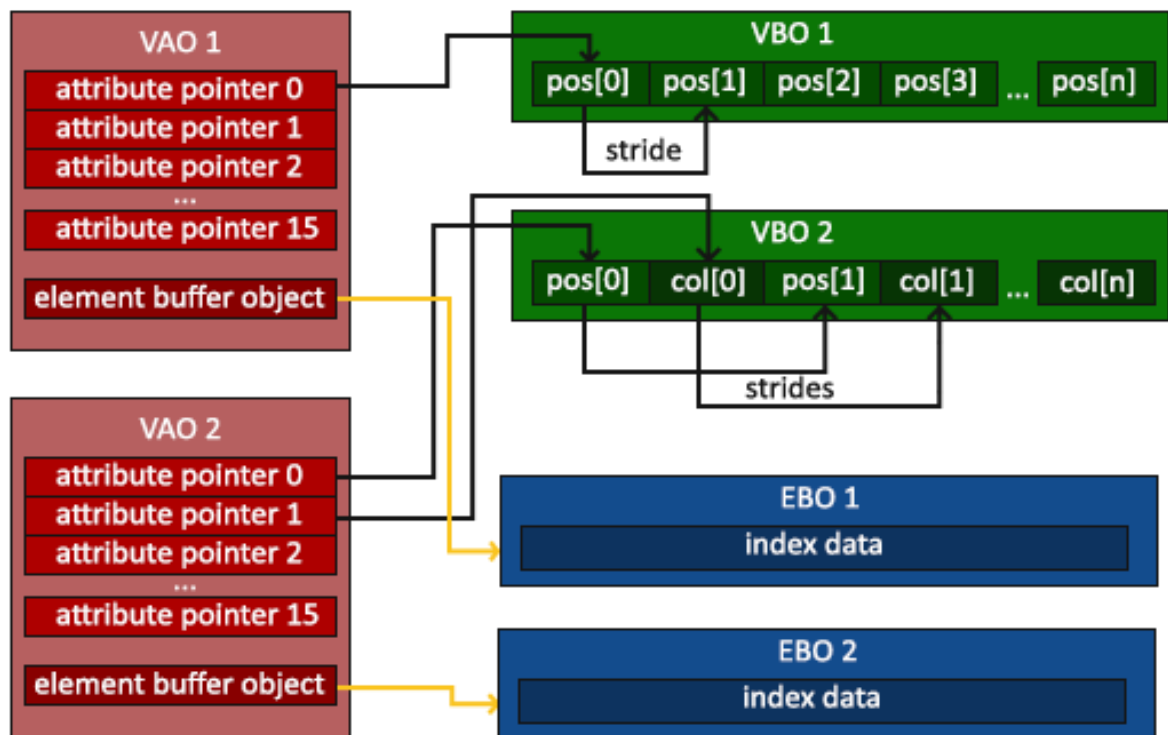 VAO 1
attribute pointer 0
attribute pointer 1
attribute pointer 2
...
attribute pointer 15
element buffer object
VBO 1
pos[0] pos[1] pos[2] pos[3] ... pos[n]
stride
VBO 2
pos[0] col[0] pos[1] col[1] ... col[n]
strides
VAO 2
attribute pointer 0
attribute pointer 1
attribute pointer 2
...
attribute pointer 15
element buffer object
EBO 1
index data
EBO 2
index data